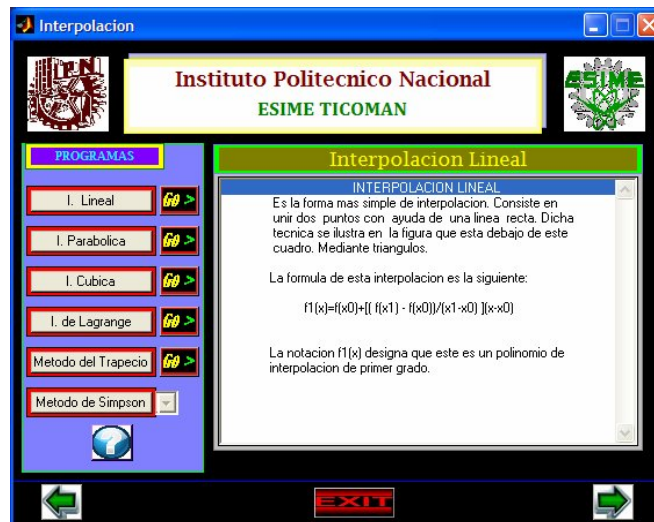 Interpolacion
IPN
Instituto Politecnico Nacional
ESIME TICOMAN
ESIME
PROGRAMAS
I. Lineal
GO >
I. Parabolica
GO >
I. Cubica
GO >
I. de Lagrange
GO >
Metodo del Trapecio
GO >
Metodo de Simpson
Interpolacion Lineal
INTERPOLACION LINEAL
Es la forma mas simple de interpolacion. Consiste en
unir dos puntos con ayuda de una linea recta. Dicha
tecnica se ilustra en la figura que esta debajo de este
cuadro. Mediante triangulos.
La formula de esta interpolacion es la siguiente:
f1(x)=f(x0)+[( f(x1) - f(x0))/(x1-x0) ](x-x0)
La notacion f1(x) designa que este es un polinomio de
interpolacion de primer grado.
EXIT